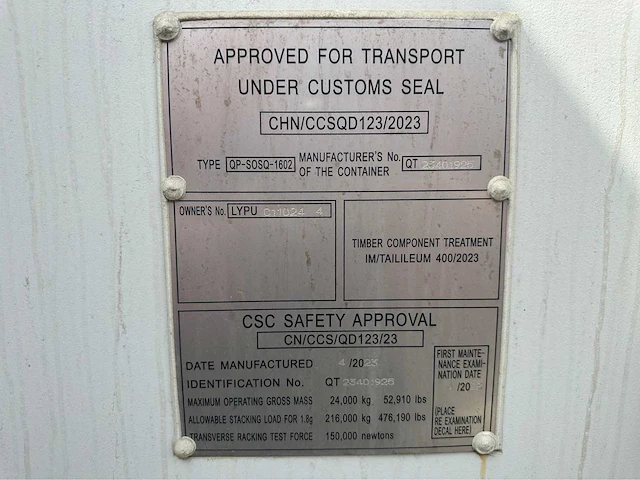 APPROVED FOR TRANSPORT
UNDER CUSTOMS SEAL
CHN/CCSQD123/2023
TYPE QP-SOSQ-1602 MANUFACTURER'S No. OF THE CONTAINER QT 23401925
OWNER'S No. LYPU 011024 4
TIMBER COMPONENT TREATMENT
IM/TAILILEUM 400/2023
CSC SAFETY APPROVAL
CN/CCS/QD123/23
DATE MANUFACTURED 4/2023
IDENTIFICATION No. QT 23401925
MAXIMUM OPERATING GROSS MASS 24,000 kg 52,910 lbs
ALLOWABLE STACKING LOAD FOR 1.8g 216,000 kg 476,190 lbs
TRANSVERSE RACKING TEST FORCE 150,000 newtons
FIRST MAINTE-
NANCE EXAMI-
NATION DATE
/20
(PLACE
RE EXAMINATION
DECAL HERE)